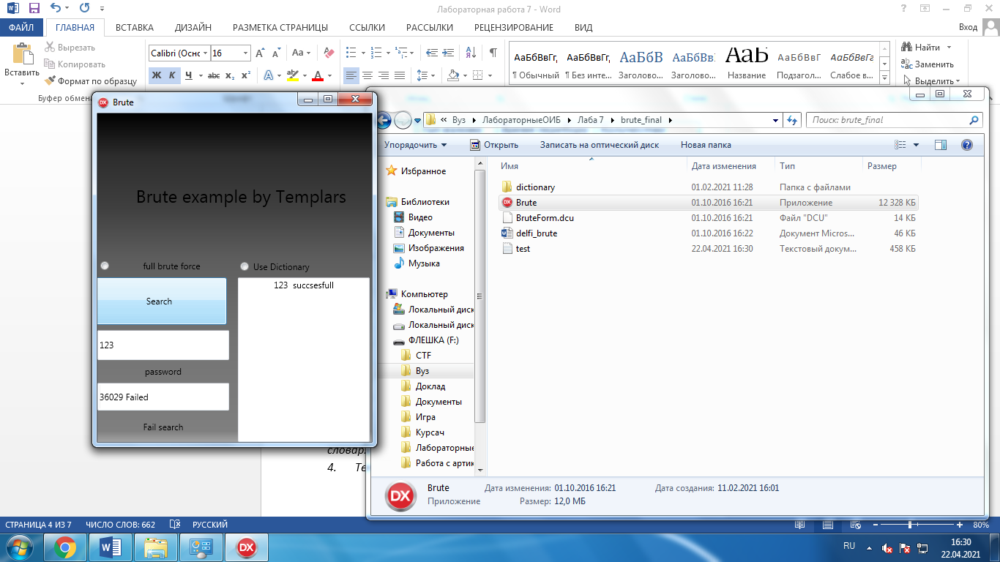 Лабораторная работа 7 - Word
ФАЙЛ ГЛАВНАЯ ВСТАВКА ДИЗАЙН РАЗМЕТКА СТРАНИЦЫ ССЫЛКИ РАССЫЛКИ РЕЦЕНЗИРОВАНИЕ ВИД Вход
Вставить
Вырезать
Копировать
Формат по образцу
Буфер обмена
Calibri (Оснс 16
Ж К Ч abc x₂ x²
АаБбВвГг, АаБбВвГг, АаБбВ АаБбВв: АаБ АаБбВвГ АаБбВвГг
¶ Обычный ¶ Без инте... Заголово... Заголово... Название Подзагол... Слабое в...
Найти
Заменить
Выделить
Brute
Brute example by Templars
full brute force Use Dictionary
Search
123 succsesfull
123
password
36029 Failed
Fail search
« Вуз ЛабораторныеОИБ Лаба 7 brute_final
Поиск: brute_final
Упорядочить Открыть Записать на оптический диск Новая папка
Избранное
Библиотеки
Видео
Документы
Изображения
Музыка
Компьютер
Локальный диск
Локальный диск
ФЛЕШКА (F:)
CTF
Вуз
Доклад
Документы
Игра
Курсач
Лабораторные
Работа с артик
Имя Дата изменения Тип Размер
dictionary 01.02.2021 11:28 Папка с файлами
Brute 01.10.2016 16:21 Приложение 12 328 КБ
BruteForm.dcu 01.10.2016 16:21 Файл "DCU" 14 КБ
delfi_brute 01.10.2016 16:22 Документ Micros... 46 КБ
test 22.04.2021 16:30 Текстовый докум... 458 КБ
DX
Brute Дата изменения: 01.10.2016 16:21 Дата создания: 11.02.2021 16:01
Приложение Размер: 12,0 МБ
4. Те
СТРАНИЦА 4 ИЗ 7 ЧИСЛО СЛОВ: 662 РУССКИЙ 80%
RU 16:30
22.04.2021